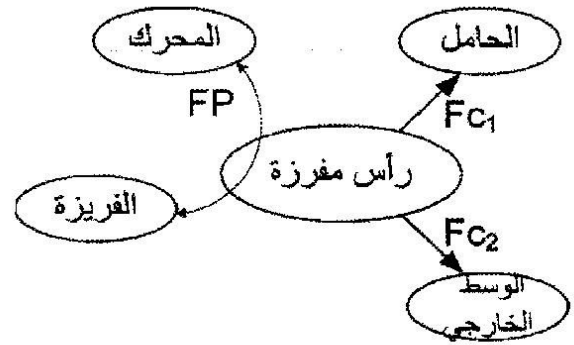 المحرك
الحامل
FP
Fc1
رأس مفرزة
الفريزة
Fc2
الوسط
الخارجي